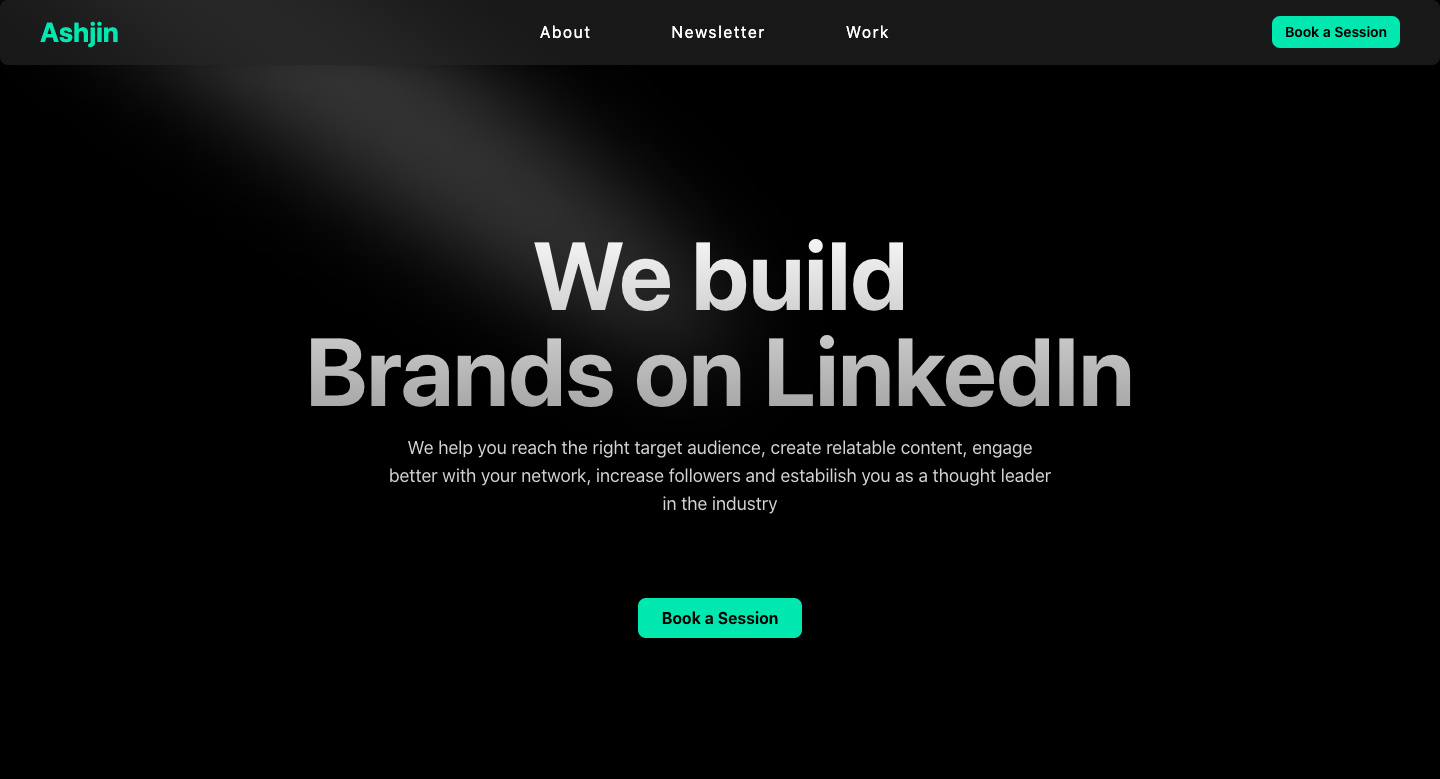 Ashjin
About
Newsletter
Work
Book a Session
We build
Brands on LinkedIn
We help you reach the right target audience, create relatable content, engage
better with your network, increase followers and estabilish you as a thought leader
in the industry
Book a Session